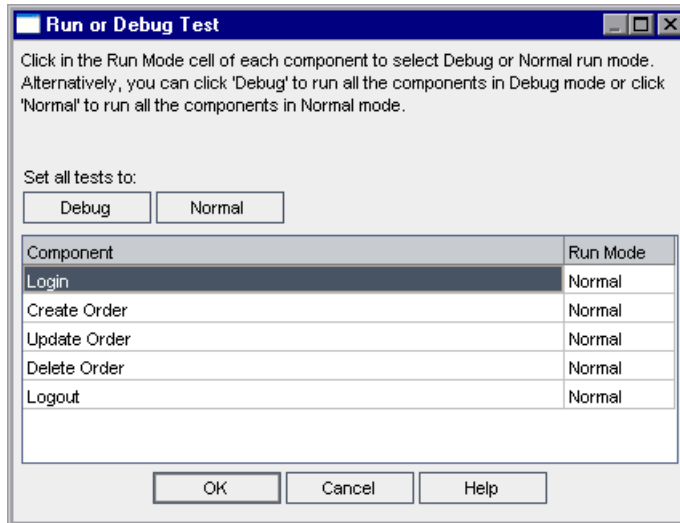 Run or Debug Test
Click in the Run Mode cell of each component to select Debug or Normal run mode.
Alternatively, you can click 'Debug' to run all the components in Debug mode or click
'Normal' to run all the components in Normal mode.
Set all tests to:
Debug Normal
Component Run Mode
Login Normal
Create Order Normal
Update Order Normal
Delete Order Normal
Logout Normal
OK Cancel Help